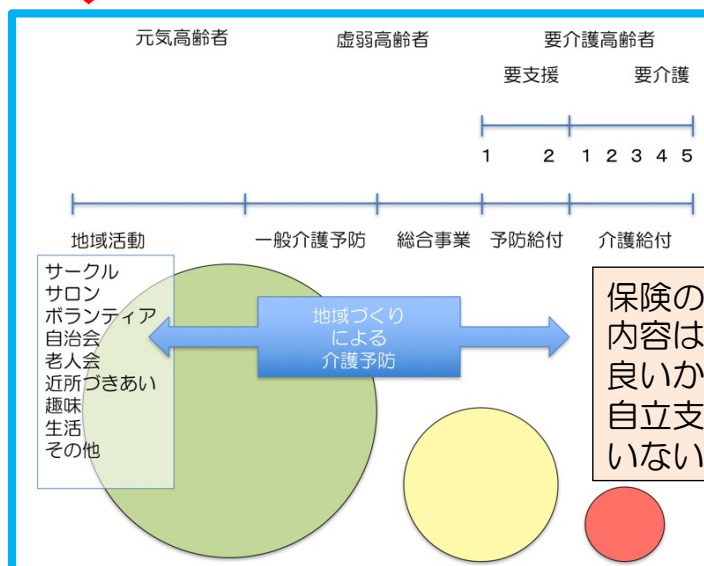 元気高齢者 虚弱高齢者 要介護高齢者
要支援 要介護
1 2 1 2 3 4 5
地域活動 一般介護予防 総合事業 予防給付 介護給付
サークル
サロン
ボランティア
自治会
老人会
近所づきあい
趣味
生活
その他
地域づくり
による
介護予防
保険の
内容は
良いか
自立支
いない